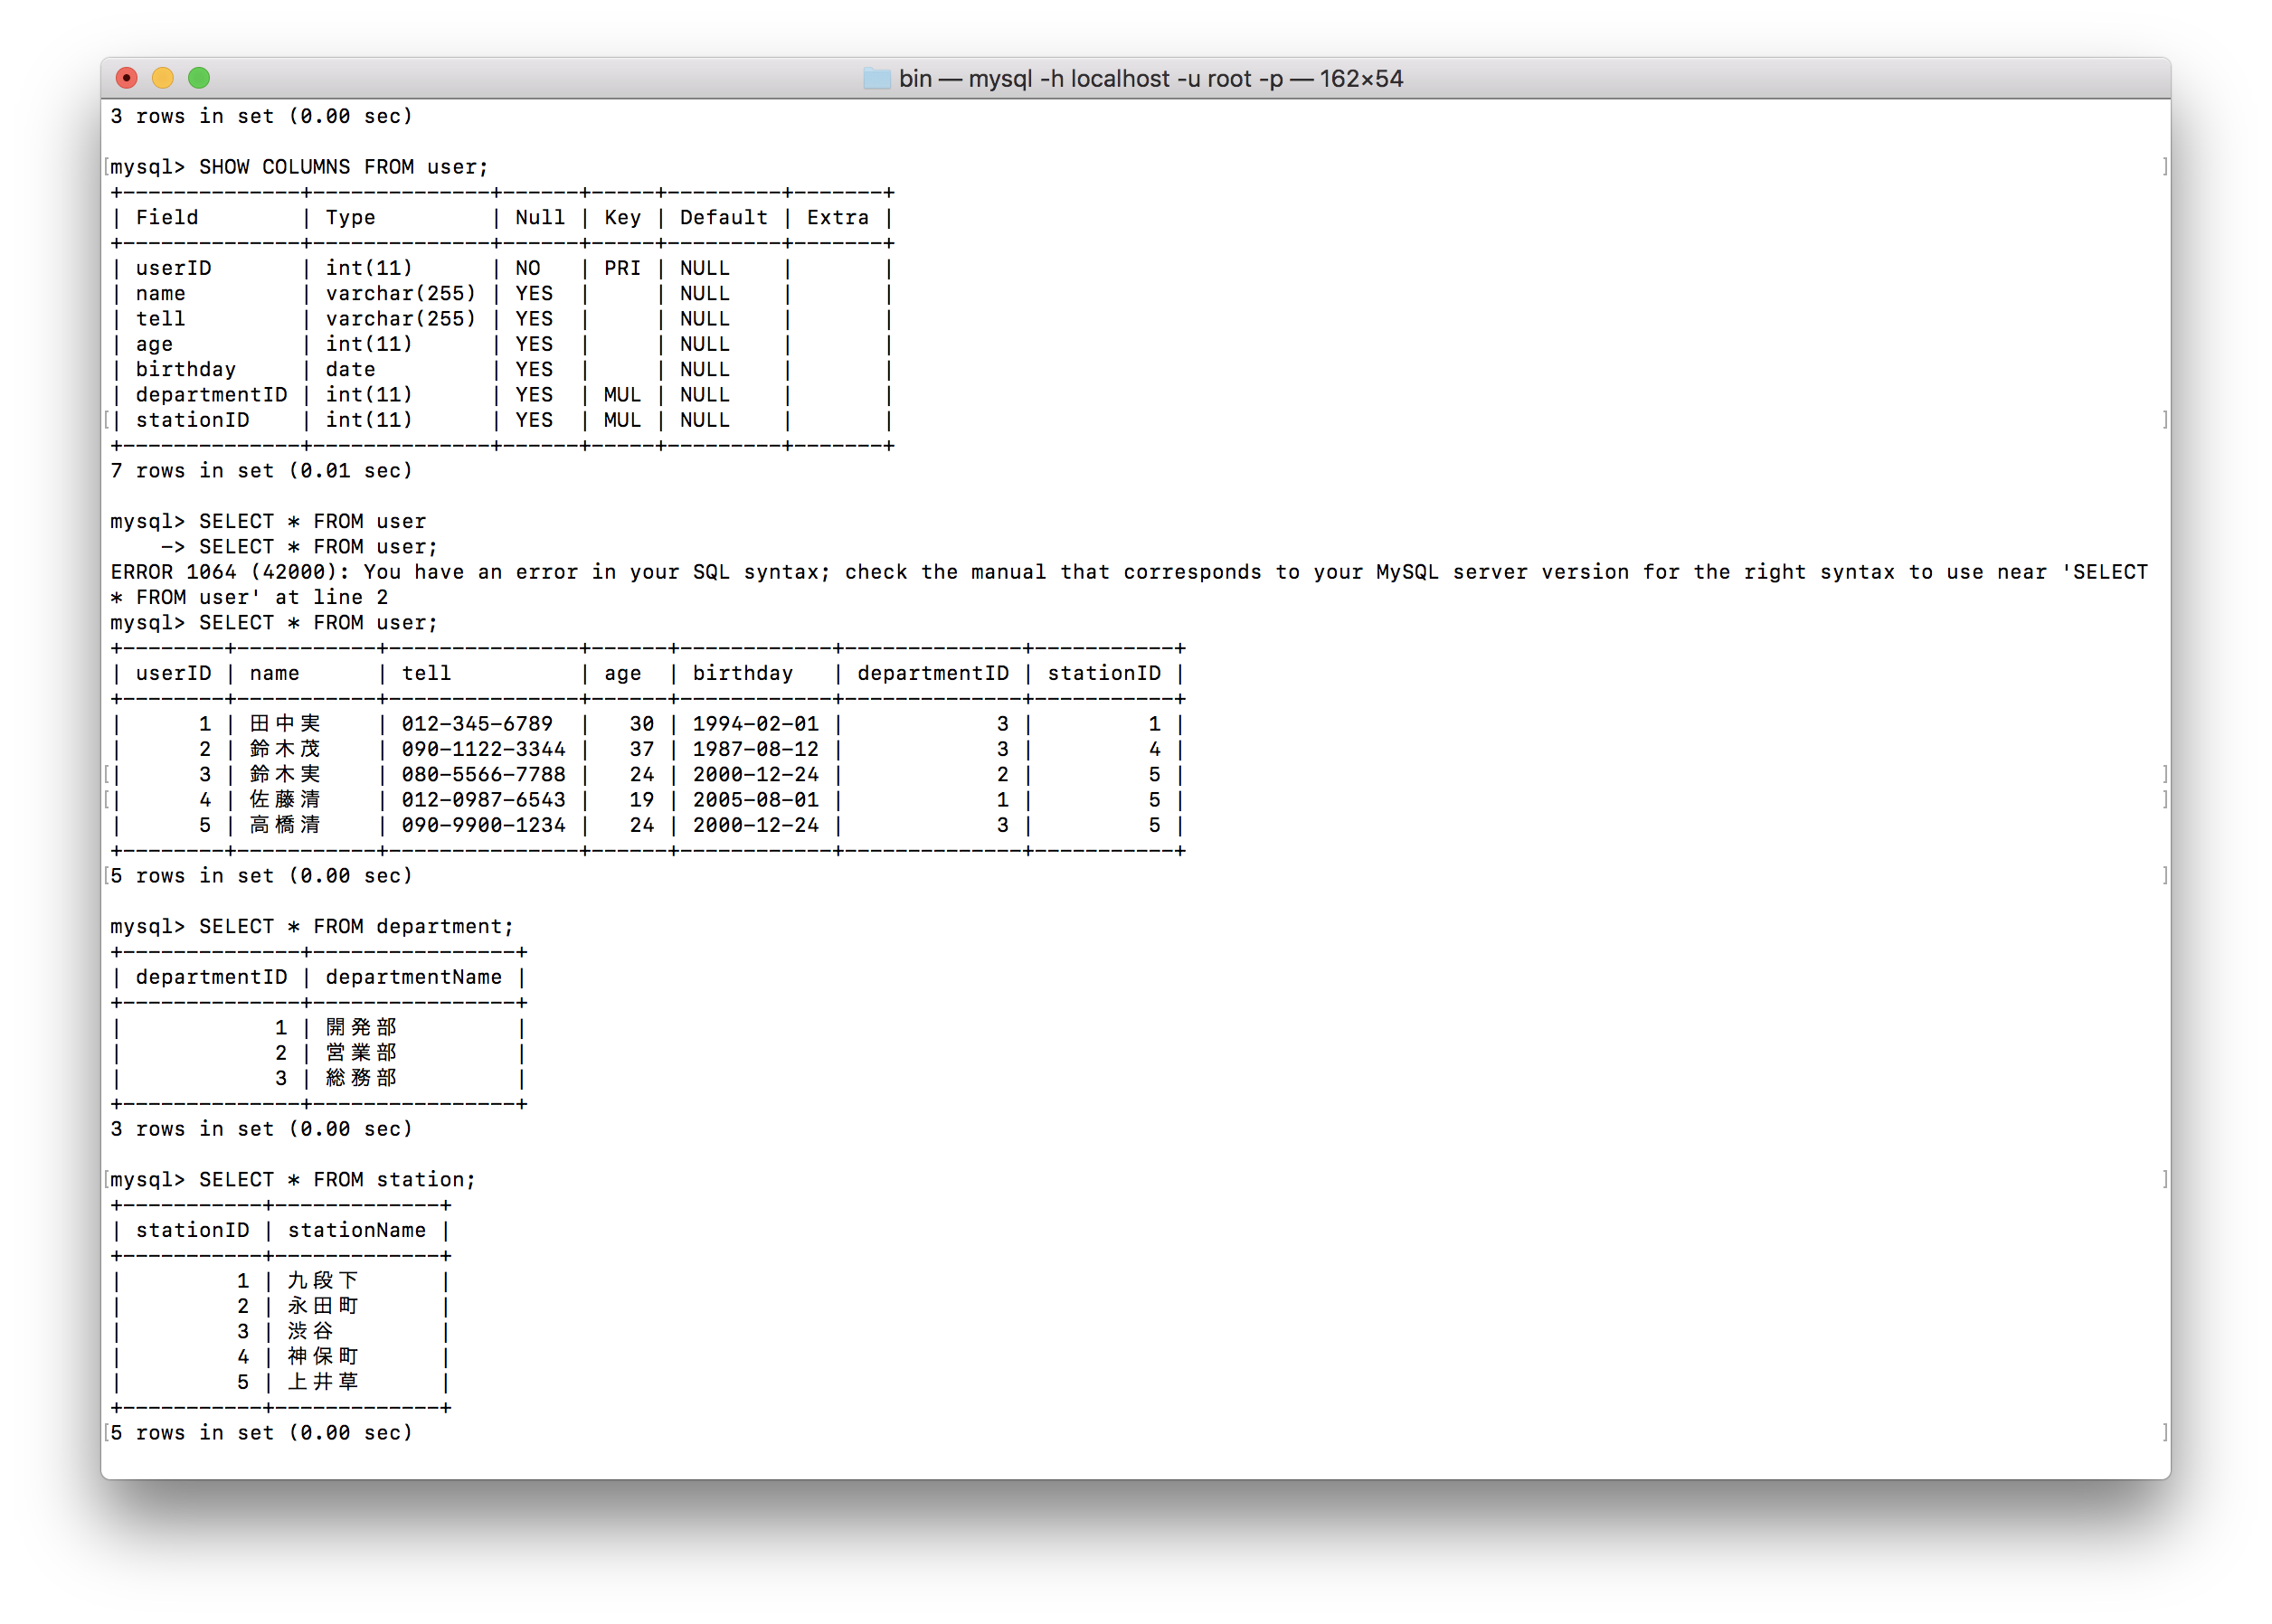 bin — mysql -h localhost -u root -p — 162×54
3 rows in set (0.00 sec)
mysql> SHOW COLUMNS FROM user;
+--------------+--------------+------+-----+---------+-------+
| Field        | Type         | Null | Key | Default | Extra |
+--------------+--------------+------+-----+---------+-------+
| userID       | int(11)      | NO   | PRI | NULL    |       |
| name         | varchar(255) | YES  |     | NULL    |       |
| tell         | varchar(255) | YES  |     | NULL    |       |
| age          | int(11)      | YES  |     | NULL    |       |
| birthday     | date         | YES  |     | NULL    |       |
| departmentID | int(11)      | YES  | MUL | NULL    |       |
| stationID    | int(11)      | YES  | MUL | NULL    |       |
+--------------+--------------+------+-----+---------+-------+
7 rows in set (0.01 sec)
mysql> SELECT * FROM user
    -> SELECT * FROM user;
ERROR 1064 (42000): You have an error in your SQL syntax; check the manual that corresponds to your MySQL server version for the right syntax to use near 'SELECT
* FROM user' at line 2
mysql> SELECT * FROM user;
+--------+-----------+---------------+------+------------+--------------+-----------+
| userID | name      | tell          | age  | birthday   | departmentID | stationID |
+--------+-----------+---------------+------+------------+--------------+-----------+
|      1 | 田中実    | 012-345-6789  |   30 | 1994-02-01 |            3 |         1 |
|      2 | 鈴木茂    | 090-1122-3344 |   37 | 1987-08-12 |            3 |         4 |
|      3 | 鈴木実    | 080-5566-7788 |   24 | 2000-12-24 |            2 |         5 |
|      4 | 佐藤清    | 012-0987-6543 |   19 | 2005-08-01 |            1 |         5 |
|      5 | 高橋清    | 090-9900-1234 |   24 | 2000-12-24 |            3 |         5 |
+--------+-----------+---------------+------+------------+--------------+-----------+
5 rows in set (0.00 sec)
mysql> SELECT * FROM department;
+--------------+----------------+
| departmentID | departmentName |
+--------------+----------------+
|            1 | 開発部         |
|            2 | 営業部         |
|            3 | 総務部         |
+--------------+----------------+
3 rows in set (0.00 sec)
mysql> SELECT * FROM station;
+-----------+-------------+
| stationID | stationName |
+-----------+-------------+
|         1 | 九段下      |
|         2 | 永田町      |
|         3 | 渋谷        |
|         4 | 神保町      |
|         5 | 上井草      |
+-----------+-------------+
5 rows in set (0.00 sec)